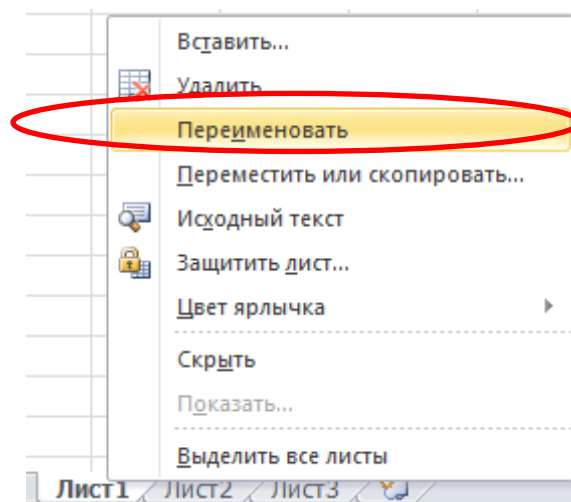 Вставить...
Удалить
Переименовать
Переместить или скопировать...
Исходный текст
Защитить лист...
Цвет ярлычка
Скрыть
Показать...
Выделить все листы
Лист1 Лист2 Лист3